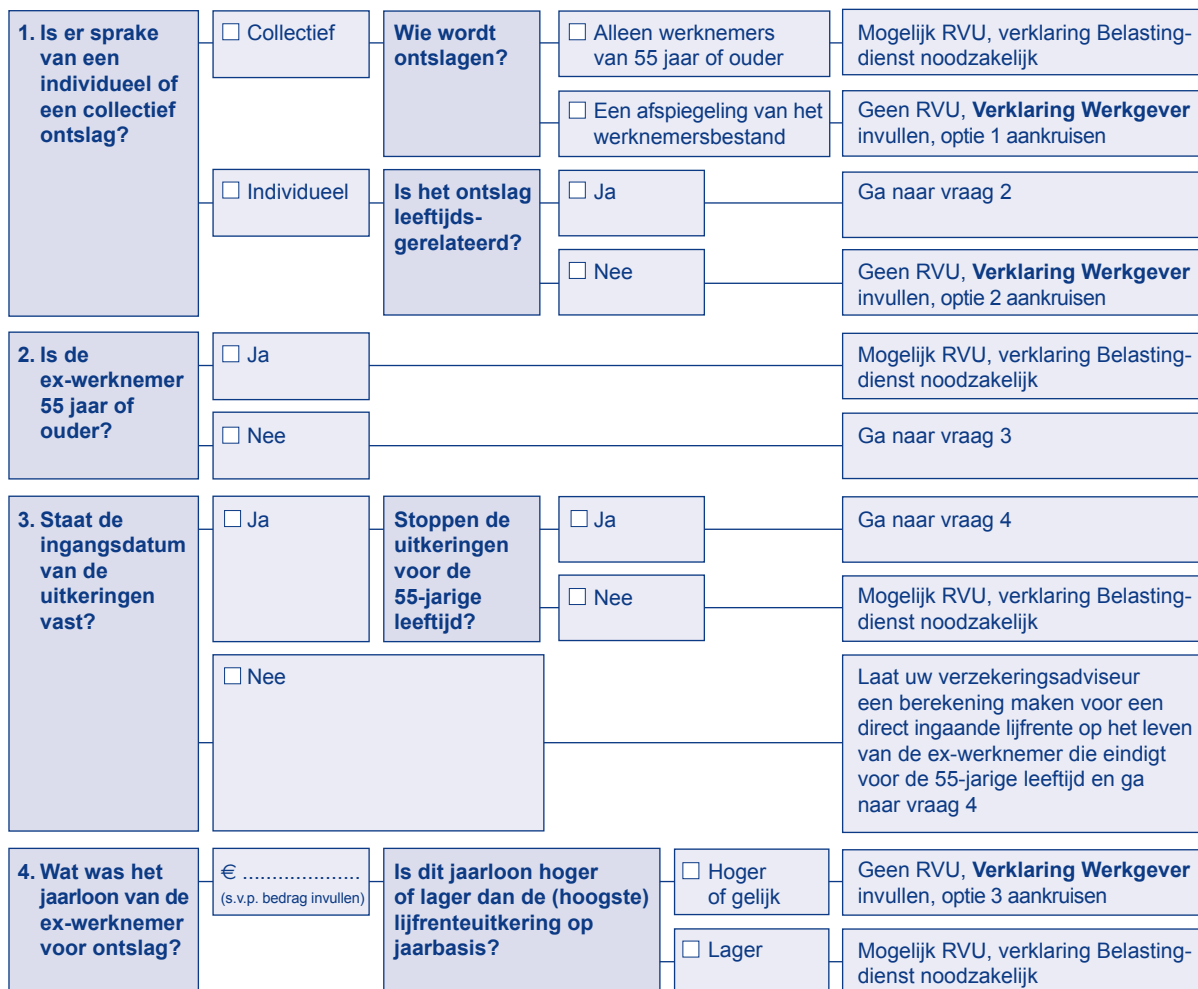 1. Is er sprake
van een
individueel of
een collectief
ontslag?
☐ Collectief
Wie wordt
ontslagen?
☐ Alleen werknemers
van 55 jaar of ouder
Mogelijk RVU, verklaring Belasting-
dienst noodzakelijk
☐ Een afspiegeling van het
werknemersbestand
Geen RVU, Verklaring Werkgever
invullen, optie 1 aankruisen
☐ Individueel
Is het ontslag
leeftijds-
gerelateerd?
☐ Ja
Ga naar vraag 2
☐ Nee
Geen RVU, Verklaring Werkgever
invullen, optie 2 aankruisen
2. Is de
ex-werknemer
55 jaar of
ouder?
☐ Ja
Mogelijk RVU, verklaring Belasting-
dienst noodzakelijk
☐ Nee
Ga naar vraag 3
3. Staat de
ingangsdatum
van de
uitkeringen
vast?
☐ Ja
Stoppen de
uitkeringen
voor de
55-jarige
leeftijd?
☐ Ja
Ga naar vraag 4
☐ Nee
Mogelijk RVU, verklaring Belasting-
dienst noodzakelijk
☐ Nee
Laat uw verzekeringsadviseur
een berekening maken voor een
direct ingaande lijfrente op het leven
van de ex-werknemer die eindigt
voor de 55-jarige leeftijd en ga
naar vraag 4
4. Wat was het
jaarloon van de
ex-werknemer
voor ontslag?
€ ....................
(s.v.p. bedrag invullen)
Is dit jaarloon hoger
of lager dan de (hoogste)
lijfrenteuitkering op
jaarbasis?
☐ Hoger
of gelijk
Geen RVU, Verklaring Werkgever
invullen, optie 3 aankruisen
☐ Lager
Mogelijk RVU, verklaring Belasting-
dienst noodzakelijk